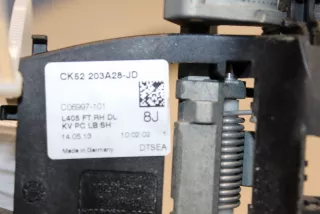 CK52 203A28-JD
C06997-101
L405 FT RH DL
KV PC LB SH
8J
14.05.13 10:02:02 1
Made in Germany DTSEA